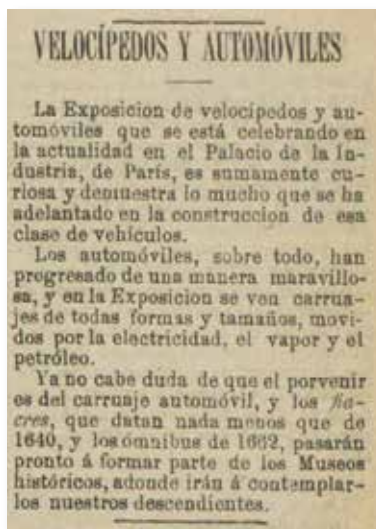 VELOCÍPEDOS Y AUTOMÓVILES
La Exposicion de velocípedos y au-
tomóviles que se está celebrando en
la actualidad en el Palacio de la In-
dustria, de París, es sumamente cu-
riosa y demuestra lo mucho que se ha
adelantado en la construccion de esa
clase de vehículos.
Los automóviles, sobre todo, han
progresado de una manera maravillo-
sa, y en la Exposicion se ven carrua-
jes de todas formas y tamaños, movi-
dos por la electricidad, el vapor y el
petróleo.
Ya no cabe duda de que el porvenir
es del carruaje automóvil, y los fia-
cres, que datan nada menos que de
1640, y los ómnibus de 1662, pasarán
pronto á formar parte de los Museos
históricos, adonde irán á contemplar-
los nuestros descendientes.